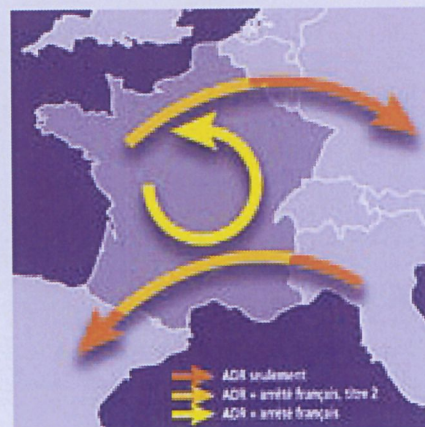 ADR seulement
ADR + arrêté français, titre 2
ADR + arrêté français